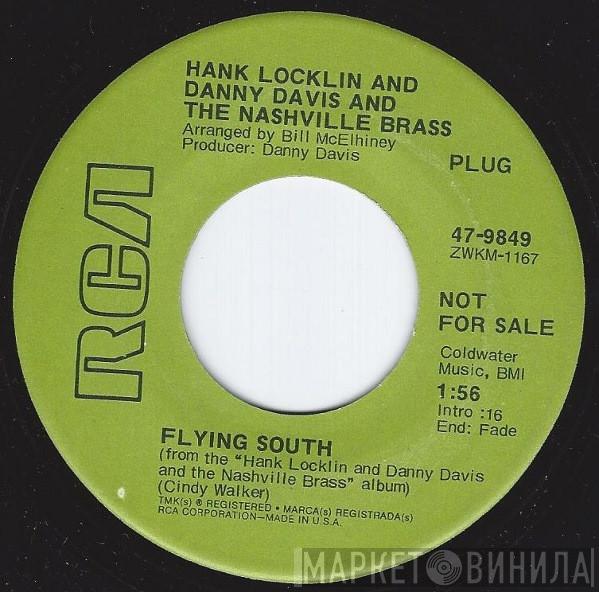 HANK LOCKLIN AND
DANNY DAVIS AND
THE NASHVILLE BRASS
Arranged by Bill McElhiney
Producer: Danny Davis
PLUG
RCA
47-9849
ZWKM-1167
NOT
FOR SALE
Coldwater
Music, BMI
1:56
Intro :16
End: Fade
FLYING SOUTH
(from the "Hank Locklin and Danny Davis
and the Nashville Brass" album)
(Cindy Walker)
TMK(s) ® REGISTERED • MARCA(s) REGISTRADA(s)
RCA CORPORATION—MADE IN U.S.A.
МАРКЕТ ВИНИЛА